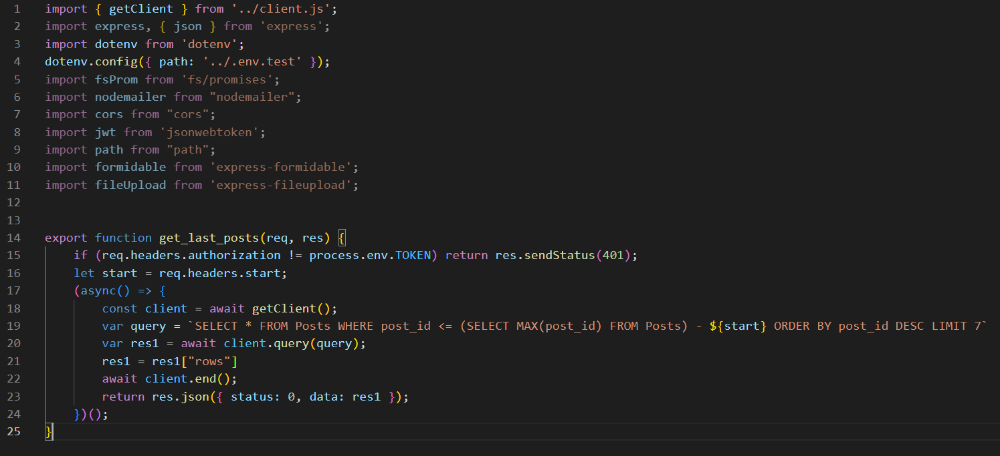 1 import { getClient } from '../client.js';
2 import express, { json } from 'express';
3 import dotenv from 'dotenv';
4 dotenv.config({ path: '../.env.test' });
5 import fsProm from 'fs/promises';
6 import nodemailer from "nodemailer";
7 import cors from "cors";
8 import jwt from 'jsonwebtoken';
9 import path from "path";
10 import formidable from 'express-formidable';
11 import fileUpload from 'express-fileupload';
12
13
14 export function get_last_posts(req, res) {
15     if (req.headers.authorization != process.env.TOKEN) return res.sendStatus(401);
16     let start = req.headers.start;
17     (async() => {
18         const client = await getClient();
19         var query = `SELECT * FROM Posts WHERE post_id <= (SELECT MAX(post_id) FROM Posts) - ${start} ORDER BY post_id DESC LIMIT 7`
20         var res1 = await client.query(query);
21         res1 = res1["rows"]
22         await client.end();
23         return res.json({ status: 0, data: res1 });
24     })();
25 }